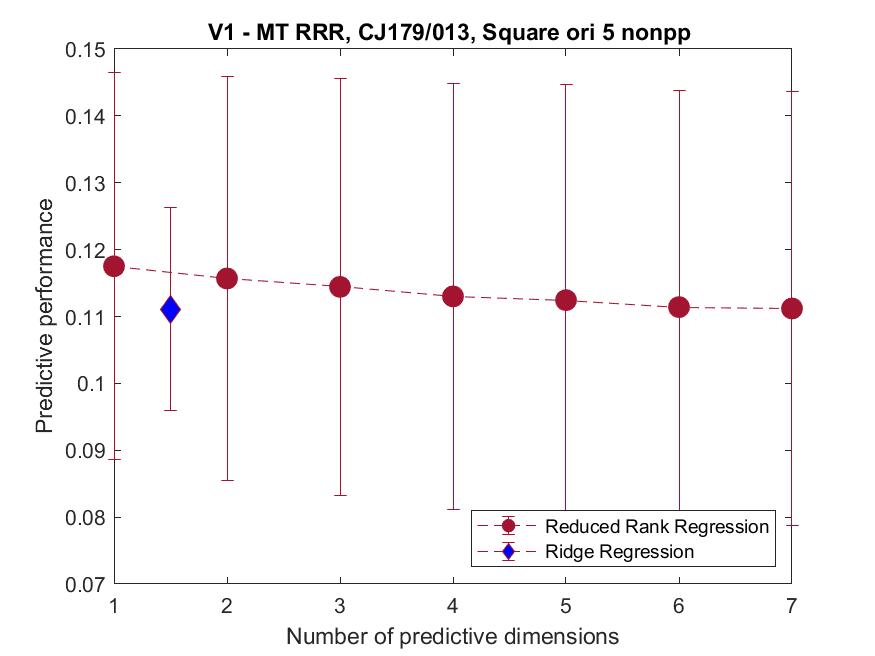 V1 - MT RRR, CJ179/013, Square ori 5 nonpp
0.15
0.14
0.13
0.12
0.11
0.1
0.09
0.08
0.07
Predictive performance
Reduced Rank Regression
Ridge Regression
1 2 3 4 5 6 7
Number of predictive dimensions